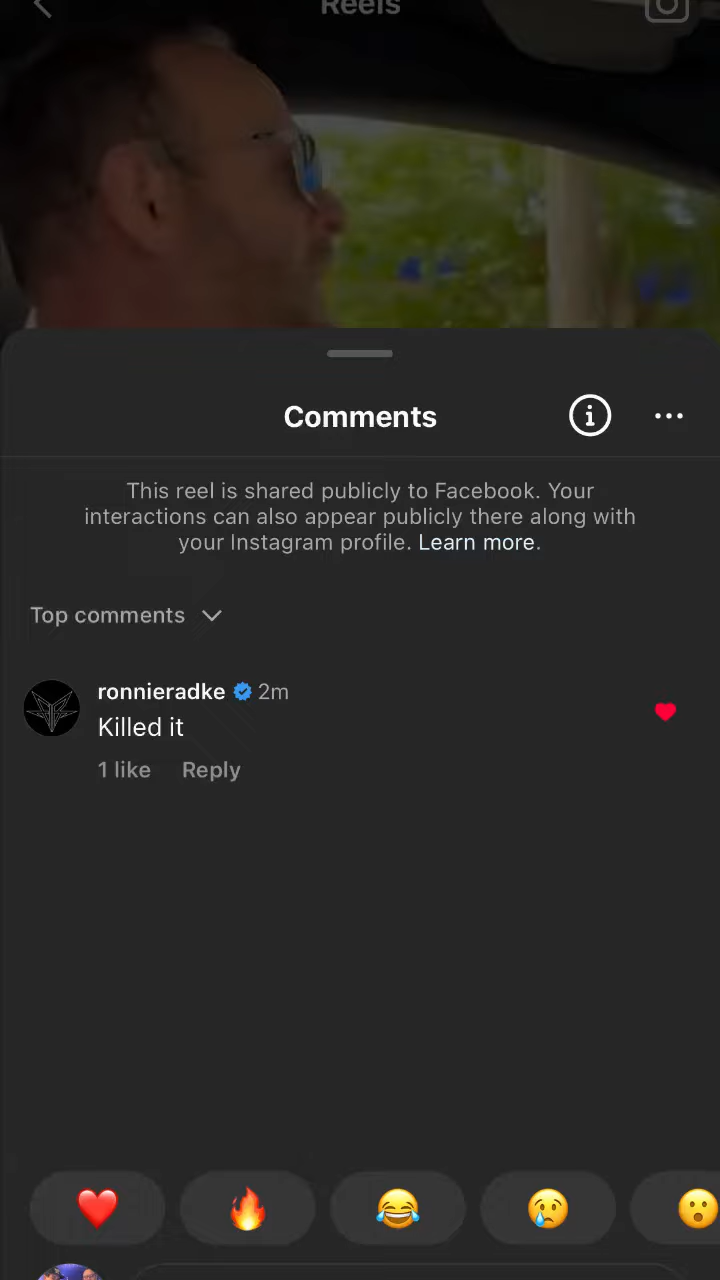 Reels
Comments
This reel is shared publicly to Facebook. Your
interactions can also appear publicly there along with
your Instagram profile. Learn more.
Top comments
ronnieradke 2m
Killed it
1 like Reply